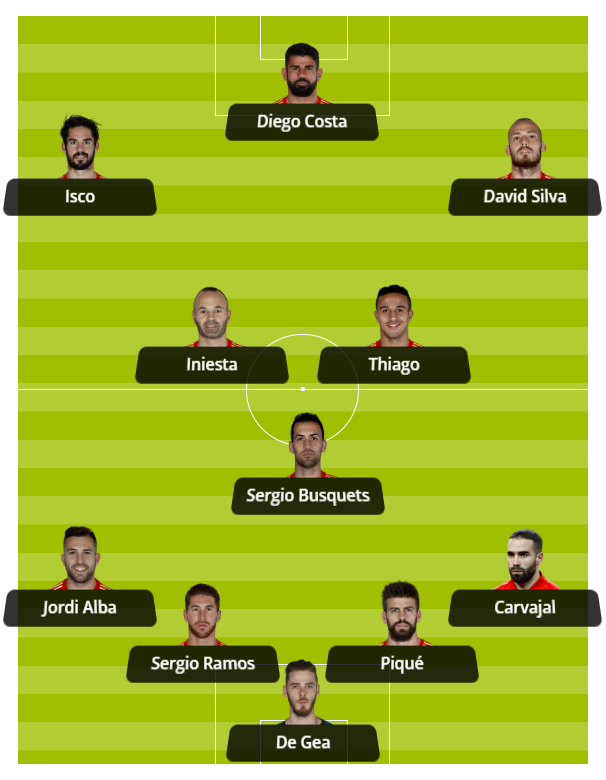 Diego Costa
Isco
David Silva
Iniesta
Thiago
Sergio Busquets
Jordi Alba
Carvajal
Sergio Ramos
Piqué
De Gea